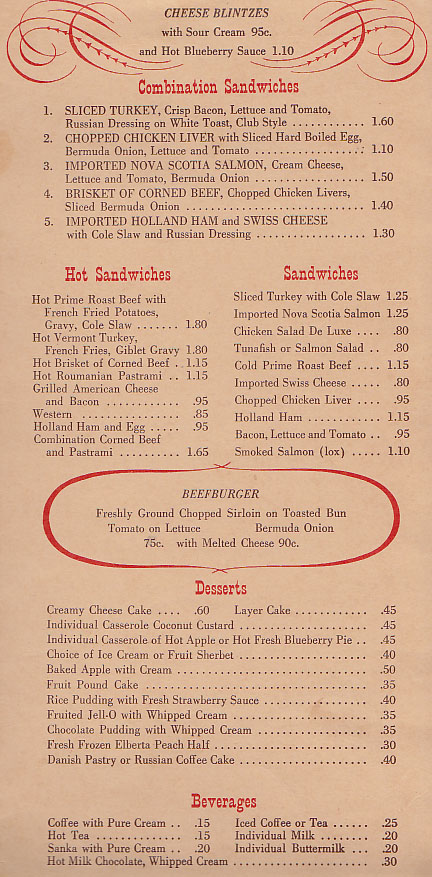 CHEESE BLINTZES
with Sour Cream 95c.
and Hot Blueberry Sauce 1.10
Combination Sandwiches
1. SLICED TURKEY, Crisp Bacon, Lettuce and Tomato,
Russian Dressing on White Toast, Club Style ............ 1.60
2. CHOPPED CHICKEN LIVER with Sliced Hard Boiled Egg,
Bermuda Onion, Lettuce and Tomato .................. 1.10
3. IMPORTED NOVA SCOTIA SALMON, Cream Cheese,
Lettuce and Tomato, Bermuda Onion .................. 1.50
4. BRISKET OF CORNED BEEF, Chopped Chicken Livers,
Sliced Bermuda Onion ............................. 1.40
5. IMPORTED HOLLAND HAM and SWISS CHEESE
with Cole Slaw and Russian Dressing .................. 1.30
Hot Sandwiches
Hot Prime Roast Beef with
French Fried Potatoes,
Gravy, Cole Slaw ....... 1.80
Hot Vermont Turkey,
French Fries, Giblet Gravy 1.80
Hot Brisket of Corned Beef .. 1.15
Hot Roumanian Pastrami .. 1.15
Grilled American Cheese
and Bacon ............ .95
Western ................ .85
Holland Ham and Egg ..... .95
Combination Corned Beef
and Pastrami .......... 1.65
Sandwiches
Sliced Turkey with Cole Slaw 1.25
Imported Nova Scotia Salmon 1.25
Chicken Salad De Luxe .... .80
Tunafish or Salmon Salad .. .80
Cold Prime Roast Beef .... 1.15
Imported Swiss Cheese ..... .80
Chopped Chicken Liver .... .95
Holland Ham ............ 1.15
Bacon, Lettuce and Tomato .. .95
Smoked Salmon (lox) ..... 1.10
BEEFBURGER
Freshly Ground Chopped Sirloin on Toasted Bun
Tomato on Lettuce Bermuda Onion
75c. with Melted Cheese 90c.
Desserts
Creamy Cheese Cake .... .60 Layer Cake ............ .45
Individual Casserole Coconut Custard ..................... .45
Individual Casserole of Hot Apple or Hot Fresh Blueberry Pie .. .45
Choice of Ice Cream or Fruit Sherbet ..................... .40
Baked Apple with Cream ............................... .50
Fruit Pound Cake .................................... .35
Rice Pudding with Fresh Strawberry Sauce ................. .40
Fruited Jell-O with Whipped Cream ...................... .35
Chocolate Pudding with Whipped Cream .................. .35
Fresh Frozen Elberta Peach Half ......................... .30
Danish Pastry or Russian Coffee Cake ..................... .40
Beverages
Coffee with Pure Cream .. .15 Iced Coffee or Tea ...... .25
Hot Tea ................ .15 Individual Milk ........ .20
Sanka with Pure Cream .. .20 Individual Buttermilk ... .20
Hot Milk Chocolate, Whipped Cream ...................... .30